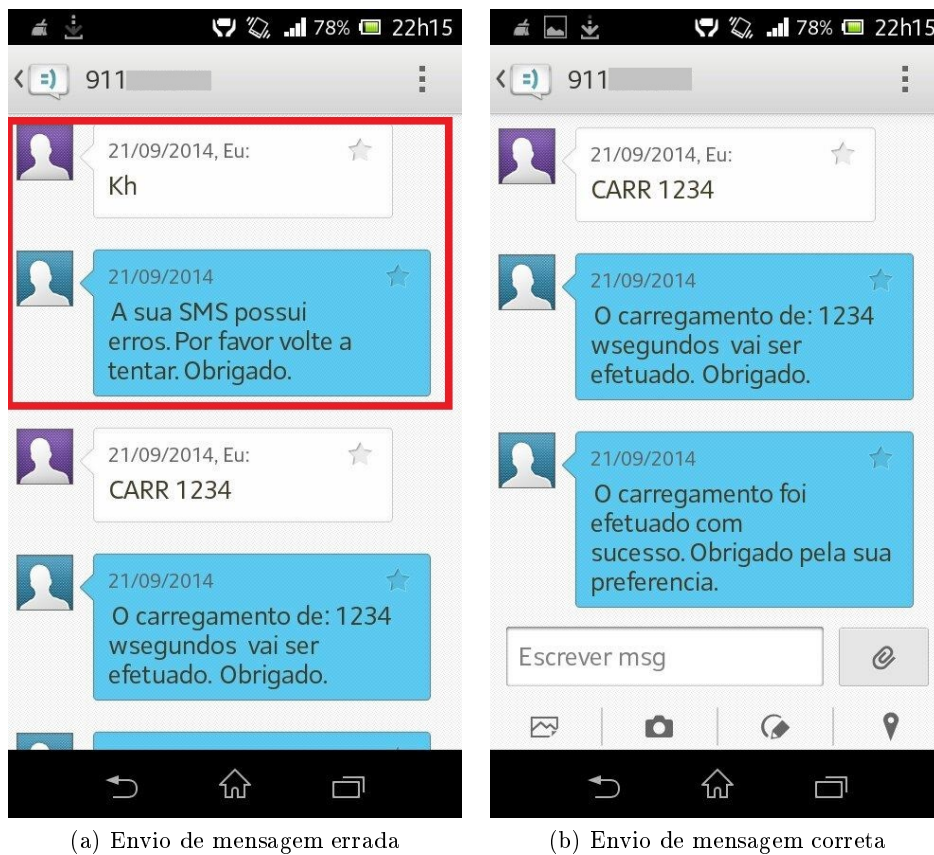 78% 22h15
=) 911
21/09/2014, Eu:
Kh
21/09/2014
A sua SMS possui
erros. Por favor volte a
tentar. Obrigado.
21/09/2014, Eu:
CARR 1234
21/09/2014
O carregamento de: 1234
wsegundos vai ser
efetuado. Obrigado.
(a) Envio de mensagem errada
78% 22h15
=) 911
21/09/2014, Eu:
CARR 1234
21/09/2014
O carregamento de: 1234
wsegundos vai ser
efetuado. Obrigado.
21/09/2014
O carregamento foi
efetuado com
sucesso. Obrigado pela sua
preferencia.
Escrever msg
(b) Envio de mensagem correta